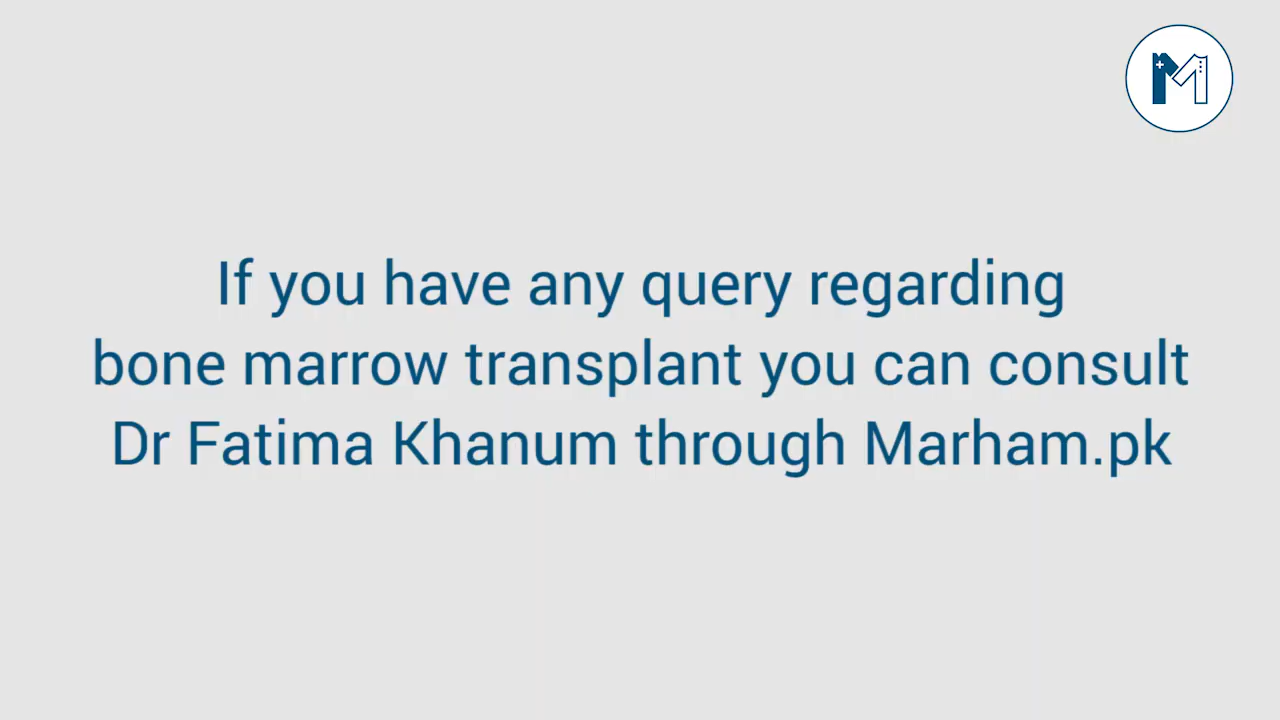 If you have any query regarding
bone marrow transplant you can consult
Dr Fatima Khanum through Marham.pk